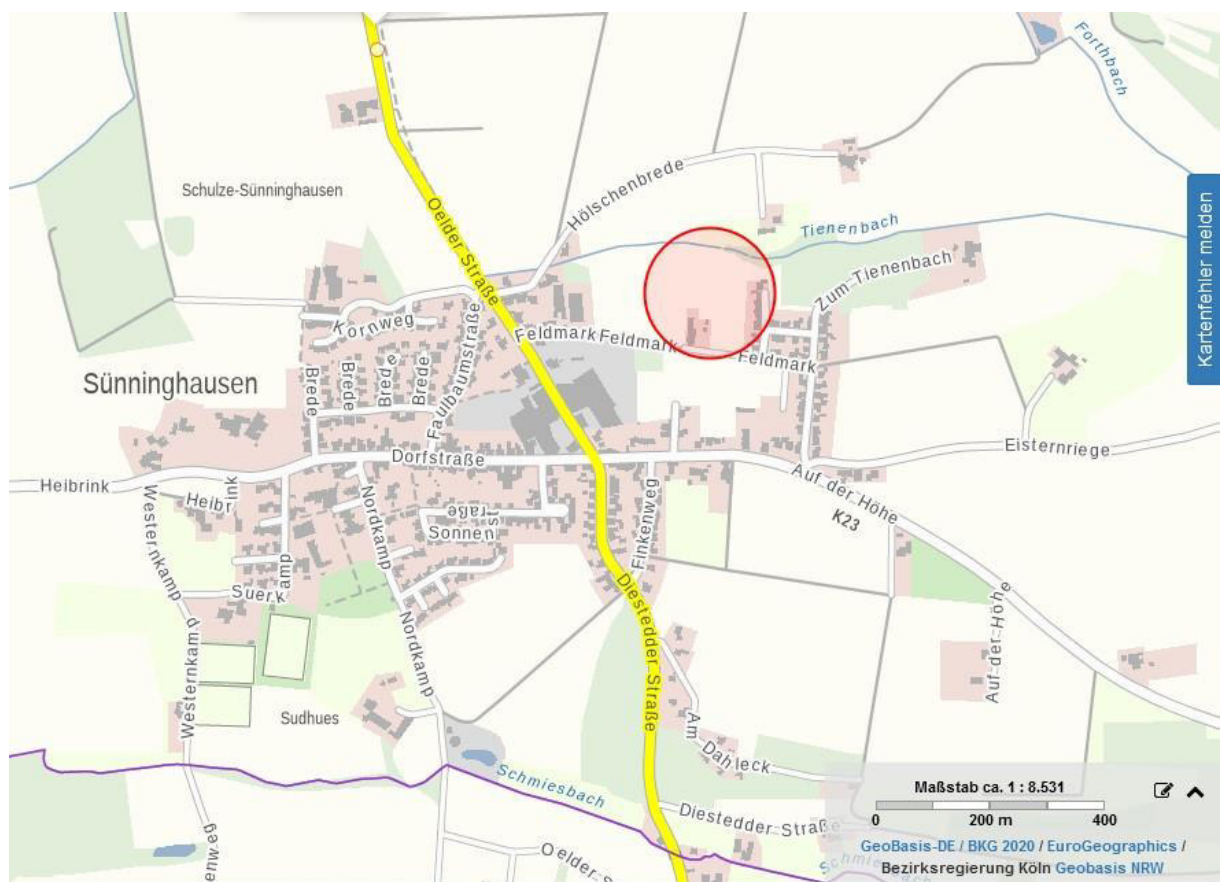 Forthbach
Schulze-Sünninghausen
Hölschenbrede
Oelder Straße
Tienenbach
Zum Tienenbach
Kartenfehler melden
Kornweg
Feldmark
Feldmark
Feldmark
Faulbaumstraße
Brede
Brede
Brede
Brede
Sünninghausen
Dorfstraße
Eisternriege
Auf der Höhe
K23
Heibrink
Heibrink
Westernkamp
Nordkamp
Sonnen
straße
Finkenweg
Suerkamp
Diestedder Straße
Nordkamp
Westernkamp
Auf-der-Höhe
Sudhues
Am-Dahleck
Schmiesbach
Diestedder Straße
Oelder-S
enweg
Maßstab ca. 1 : 8.531
0 200 m 400
GeoBasis-DE / BKG 2020 / EuroGeographics /
Bezirksregierung Köln Geobasis NRW